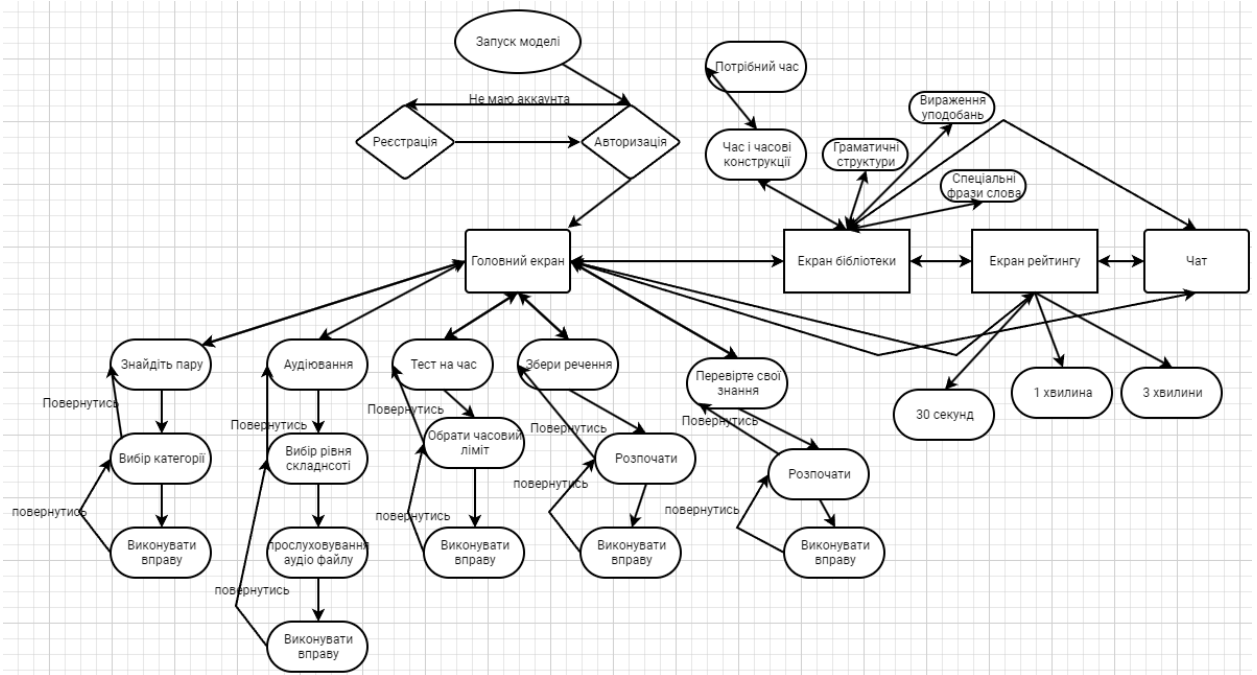 Запуск моделі
Потрібний час
Не маю аккаунта
Вираження
уподобань
Реєстрація
Авторизація
Час і часові
конструкції
Граматичні
структури
Спеціальні
фрази слова
Головний екран
Екран бібліотеки
Екран рейтингу
Чат
Знайдіть пару
Аудіювання
Тест на час
Збери речення
Перевірте свої
знання
30 секунд
1 хвилина
3 хвилини
Повернутись
Повернутись
Повернутись
Повернутись
Повернутись
Вибір категорії
Вибір рівня
складнсоті
Обрати часовий
ліміт
Розпочати
Розпочати
повернутись
повернутись
повернутись
повернутись
повернутись
Виконувати
вправу
прослуховування
аудіо файлу
Виконувати
вправу
Виконувати
вправу
Виконувати
вправу
Виконувати
вправу